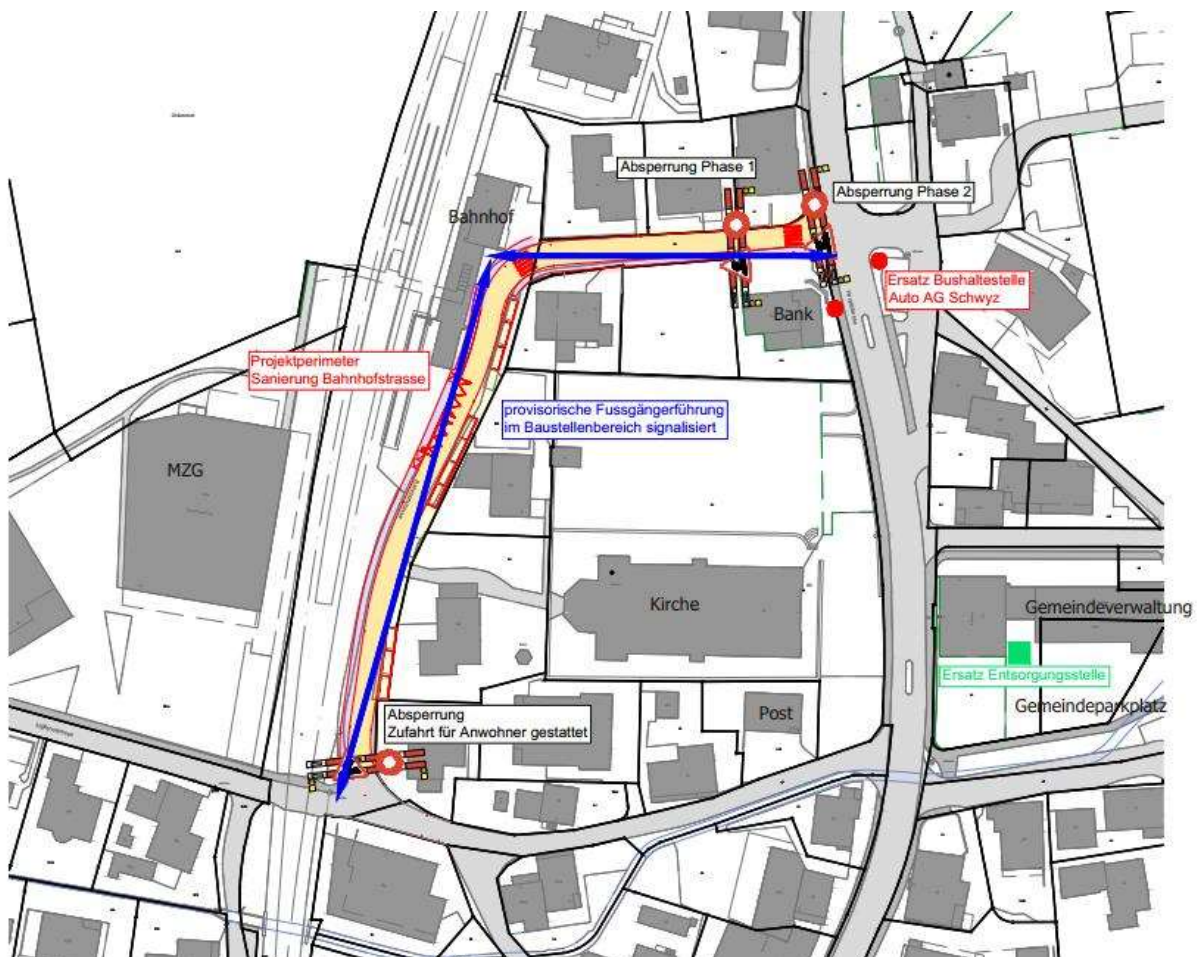 Absperrung Phase 1
Absperrung Phase 2
Bahnhof
Ersatz Bushaltestelle
Auto AG Schwyz
Bank
Projektperimeter
Sanierung Bahnhofstrasse
provisorische Fussgängerführung
im Baustellenbereich signalisiert
MZG
Kirche
Gemeindeverwaltung
Ersatz Entsorgungsstelle
Gemeindeparkplatz
Post
Absperrung
Zufahrt für Anwohner gestattet